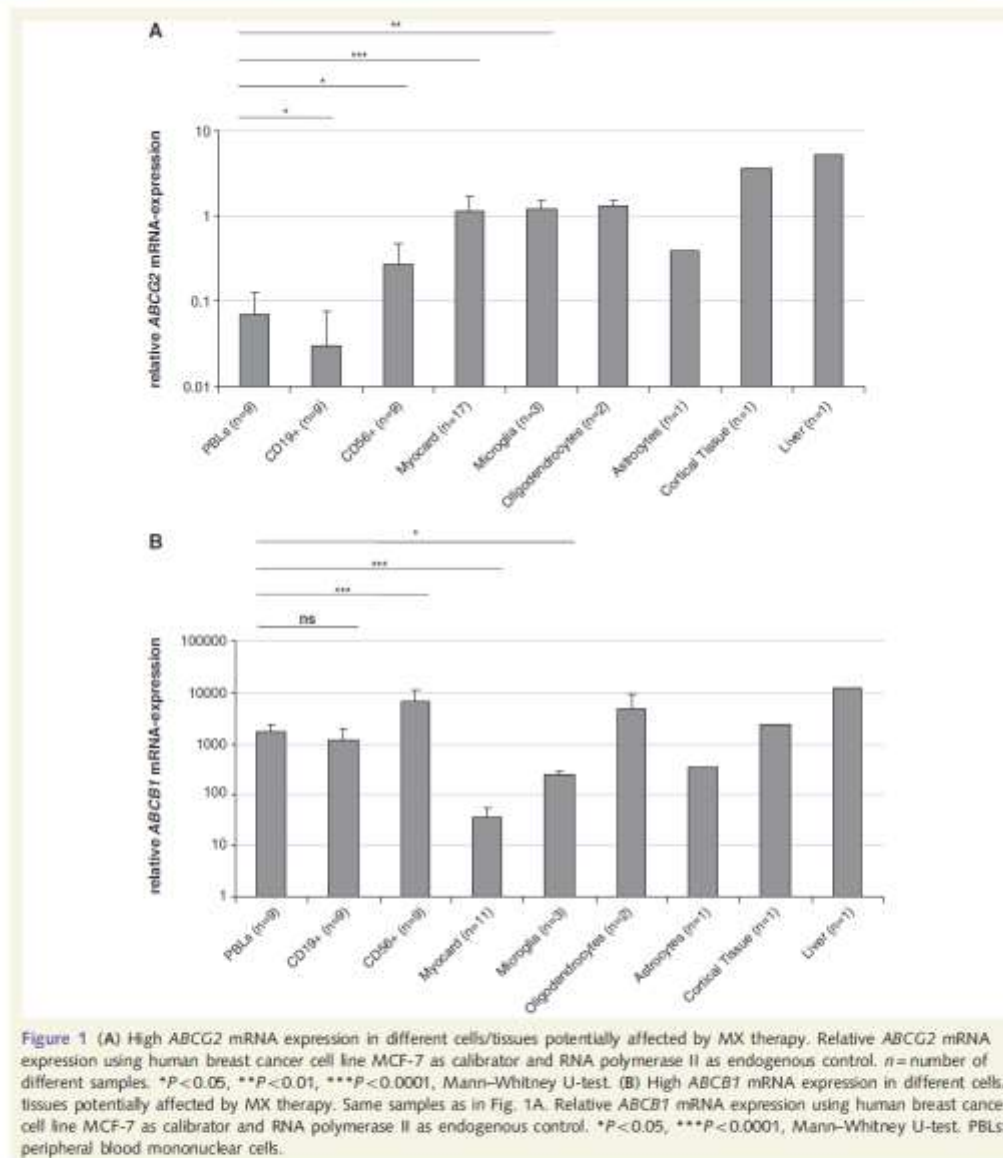 A
**
***
*
*
relative ABCG2 mRNA-expression
10
1
0.1
0.01
PBLs (n=9)
CD19+ (n=9)
CD56+ (n=9)
Myocard (n=17)
Microglia (n=3)
Oligodendrocytes (n=2)
Astrocytes (n=1)
Cortical Tissue (n=1)
Liver (n=1)
B
*
***
***
ns
relative ABCB1 mRNA-expression
100000
10000
1000
100
10
1
PBLs (n=9)
CD19+ (n=9)
CD56+ (n=9)
Myocard (n=11)
Microglia (n=3)
Oligodendrocytes (n=2)
Astrocytes (n=1)
Cortical Tissue (n=1)
Liver (n=1)
Figure 1 (A) High ABCG2 mRNA expression in different cells/tissues potentially affected by MX therapy. Relative ABCG2 mRNA
expression using human breast cancer cell line MCF-7 as calibrator and RNA polymerase II as endogenous control. n = number of
different samples. *P<0.05, **P<0.01, ***P<0.0001, Mann–Whitney U-test. (B) High ABCB1 mRNA expression in different cells
tissues potentially affected by MX therapy. Same samples as in Fig. 1A. Relative ABCB1 mRNA expression using human breast cance
cell line MCF-7 as calibrator and RNA polymerase II as endogenous control. *P<0.05, ***P<0.0001, Mann–Whitney U-test. PBLs
peripheral blood mononuclear cells.